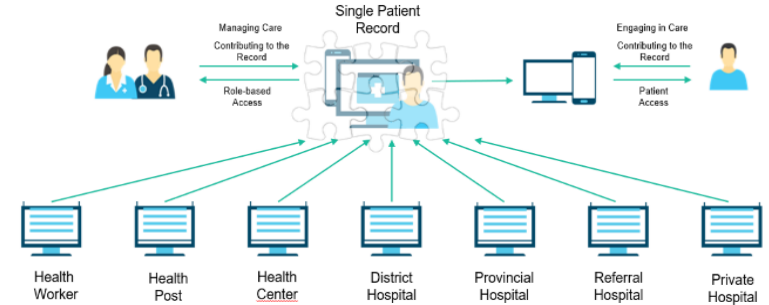 Single Patient
Record
Managing Care
Contributing to the
Record
Role-based
Access
Engaging in Care
Contributing to the
Record
Patient
Access
Health
Worker
Health
Post
Health
Center
District
Hospital
Provincial
Hospital
Referral
Hospital
Private
Hospital